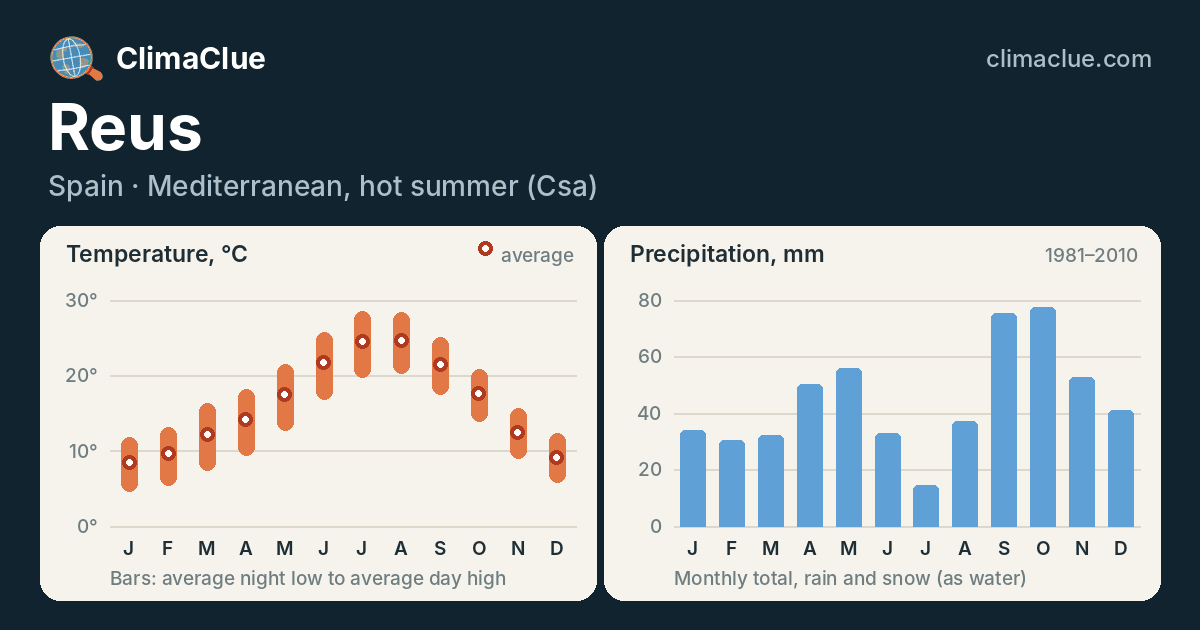 ClimaClue
climaclue.com
Reus
Spain · Mediterranean, hot summer (Csa)
Temperature, °C
average
30°
20°
10°
0°
J F M A M J J A S O N D
Bars: average night low to average day high
Precipitation, mm
1981–2010
80
60
40
20
0
J F M A M J J A S O N D
Monthly total, rain and snow (as water)